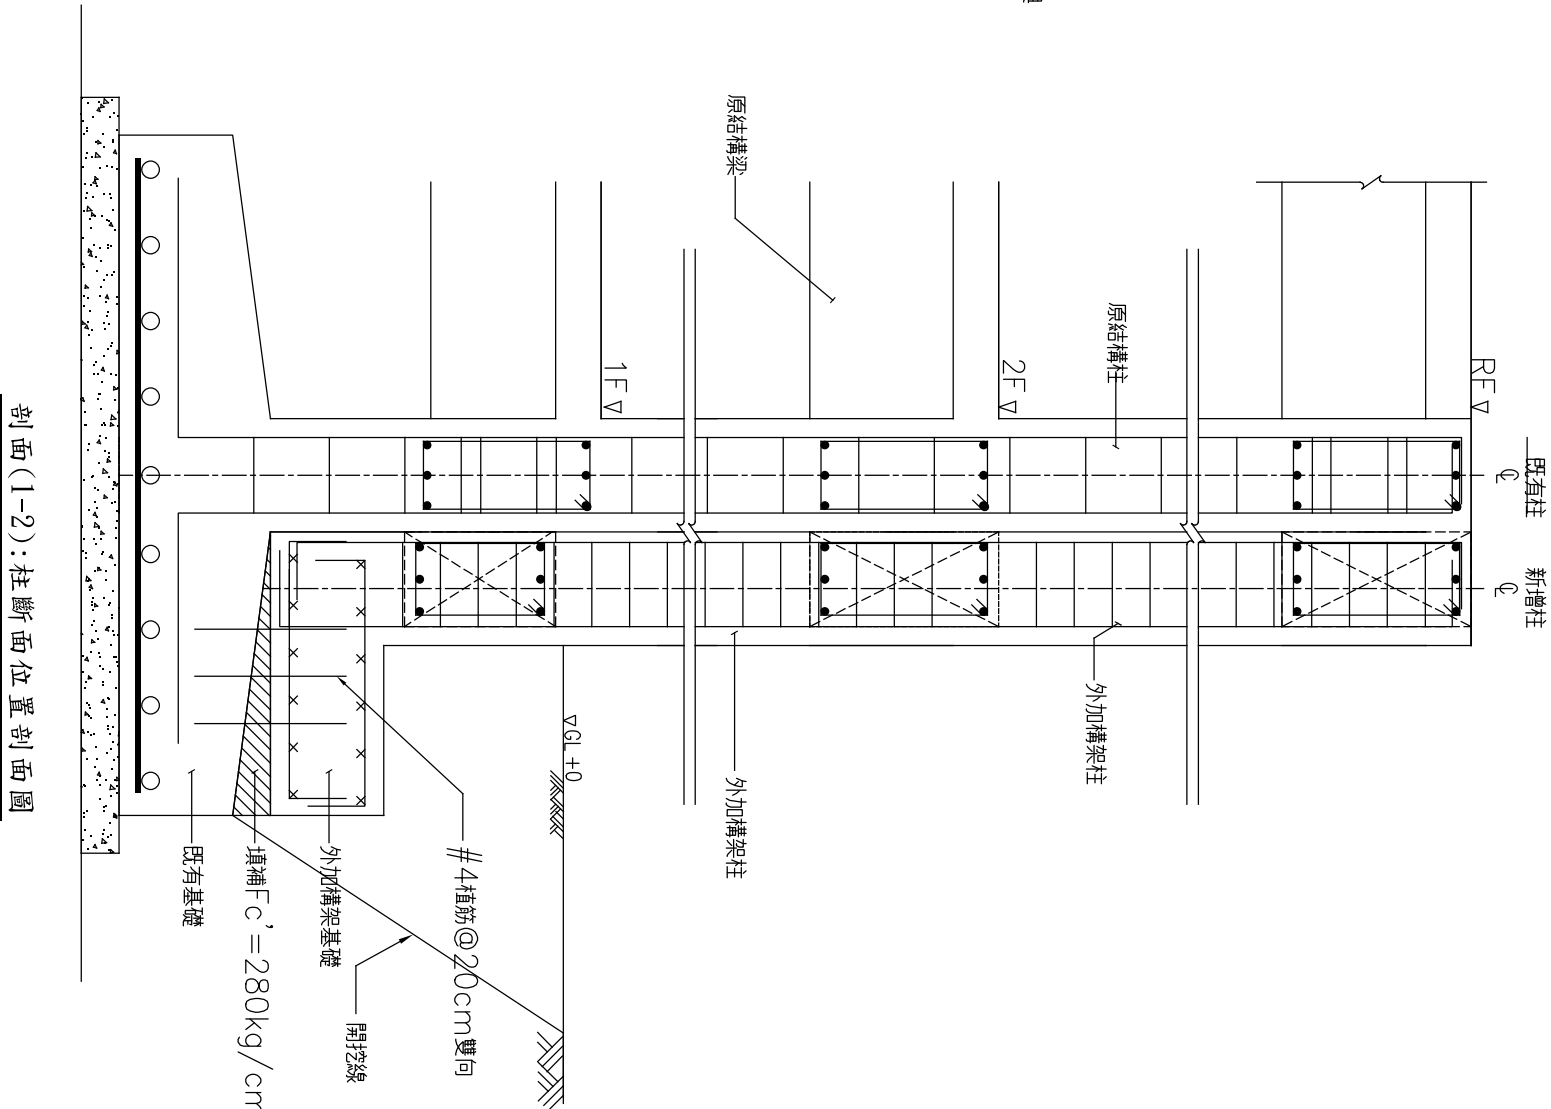 既有柱
新增柱
RF
原結構柱
外加構架柱
2F
原結構梁
外加構架柱
1F
GL +0
#4植筋@20cm雙向
開挖線
外加構架基礎
填補Fc'=280kg/cm
既有基礎
剖面(1-2):柱斷面位置剖面圖